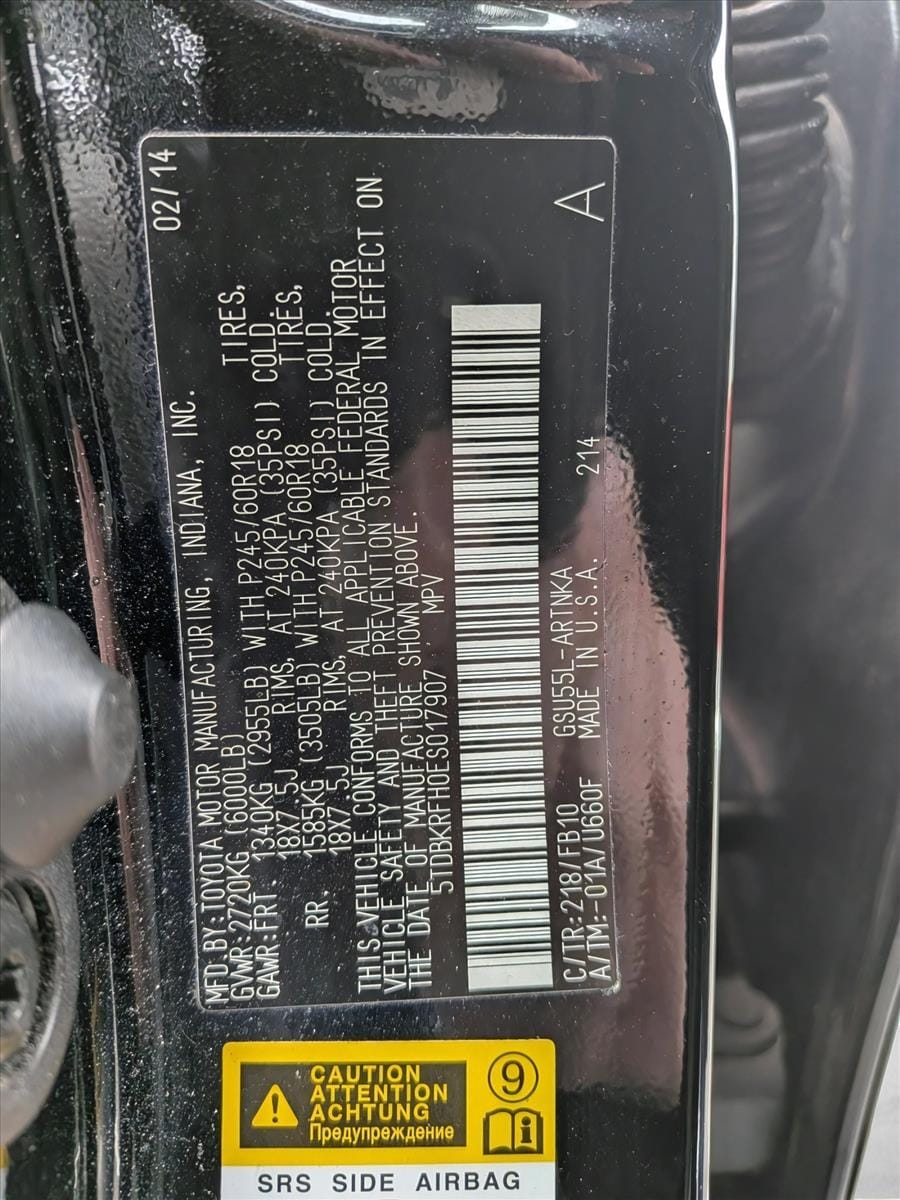 MFD.BY:TOYOTA MOTOR MANUFACTURING, INDIANA, INC. 02/14
GVWR:2720KG(6000LB)
GAWR:FRT. 1340KG (2955LB) WITH P245/60R18 TIRES,
18X7.5J RIMS, AT 240KPA (35PSI) COLD.
RR. 1585KG (3505LB) WITH P245/60R18 TIRES,
18X7.5J RIMS, AT 240KPA (35PSI) COLD.
THIS VEHICLE CONFORMS TO ALL APPLICABLE FEDERAL MOTOR
VEHICLE SAFETY AND THEFT PREVENTION STANDARDS IN EFFECT ON
THE DATE OF MANUFACTURE SHOWN ABOVE.
5TDBKRFH0ES017907 MPV
C/TR:218/FB10 GSU55L-ARTNKA
A/TM:-01A/U660F MADE IN U.S.A. 214 A
CAUTION
ATTENTION
ACHTUNG
Предупреждение
9
i
SRS SIDE AIRBAG